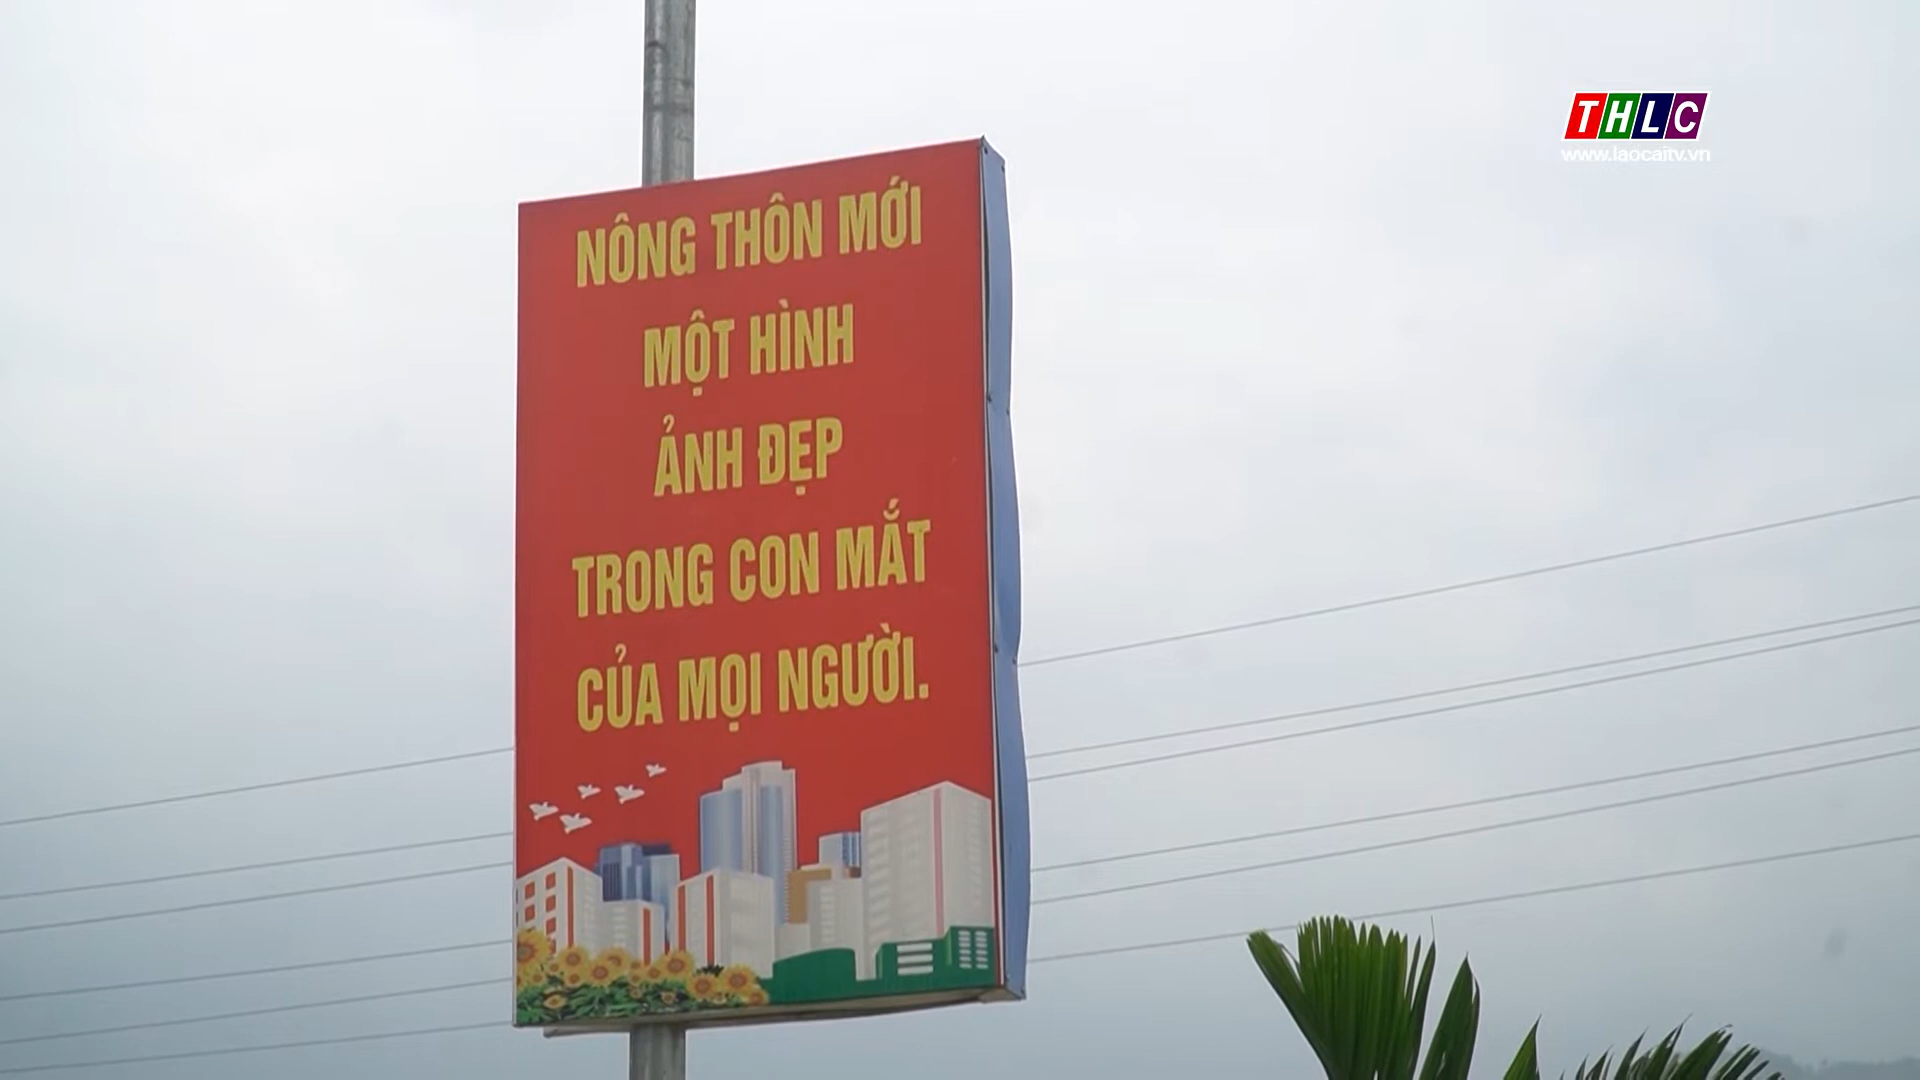 THLC
www.laocaitv.vn
NÔNG THÔN MỚI
MỘT HÌNH
ẢNH ĐẸP
TRONG CON MẮT
CỦA MỌI NGƯỜI.